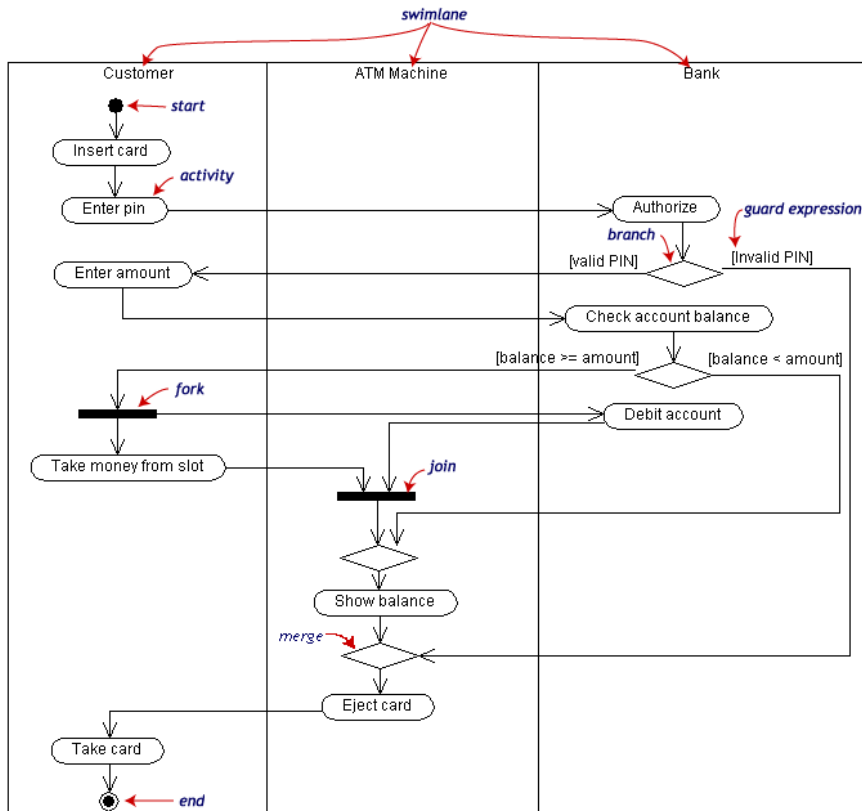 swimlane
Customer
ATM Machine
Bank
start
Insert card
activity
Enter pin
Authorize
guard expression
branch
[valid PIN]
[Invalid PIN]
Enter amount
Check account balance
[balance >= amount]
[balance < amount]
fork
Debit account
Take money from slot
join
Show balance
merge
Eject card
Take card
end